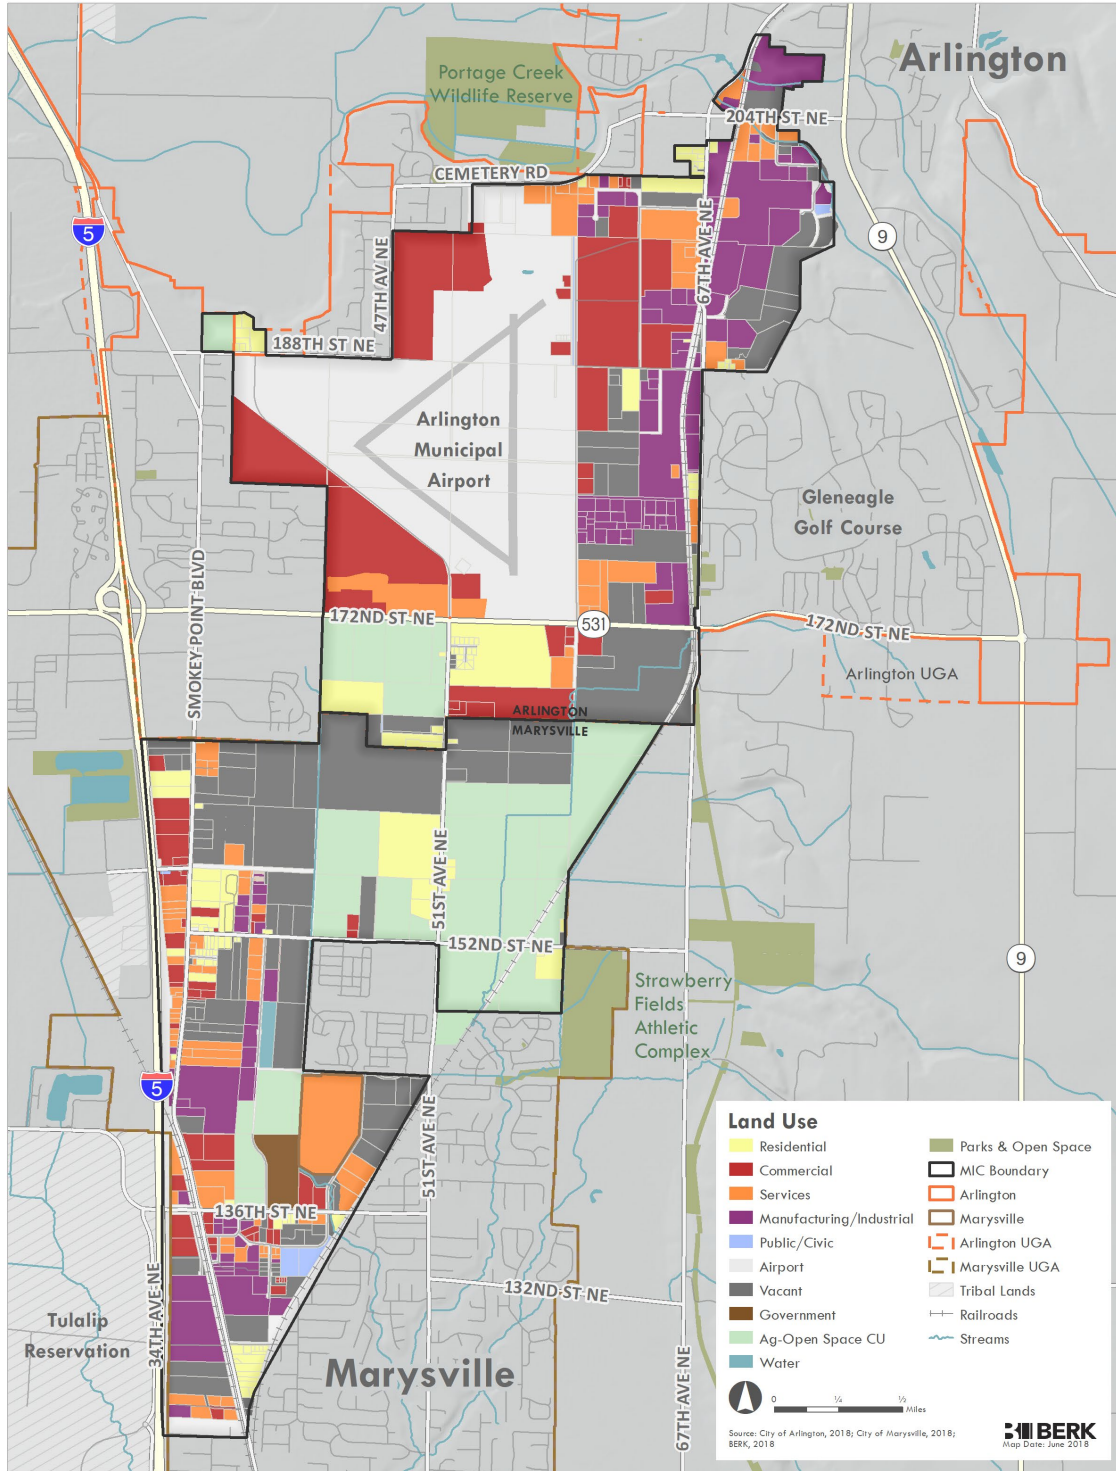 Arlington
Portage Creek
Wildlife Reserve
204TH ST NE
CEMETERY RD
5
9
47TH AV NE
67TH AVE NE
188TH ST NE
Arlington
Municipal
Airport
Gleneagle
Golf Course
SMOKEY POINT BLVD
172ND ST NE
531
172ND ST NE
Arlington UGA
ARLINGTON
MARYSVILLE
51ST AVE NE
152ND ST NE
9
Strawberry
Fields
Athletic
Complex
5
51ST AVE NE
136TH ST NE
34TH AVE NE
132ND ST NE
Tulalip
Reservation
Marysville
67TH AVE NE
Land Use
Residential
Commercial
Services
Manufacturing/Industrial
Public/Civic
Airport
Vacant
Government
Ag-Open Space CU
Water
Parks & Open Space
MIC Boundary
Arlington
Marysville
Arlington UGA
Marysville UGA
Tribal Lands
Railroads
Streams
0 ¼ ½
Miles
Source: City of Arlington, 2018; City of Marysville, 2018;
BERK, 2018
BERK
Map Date: June 2018